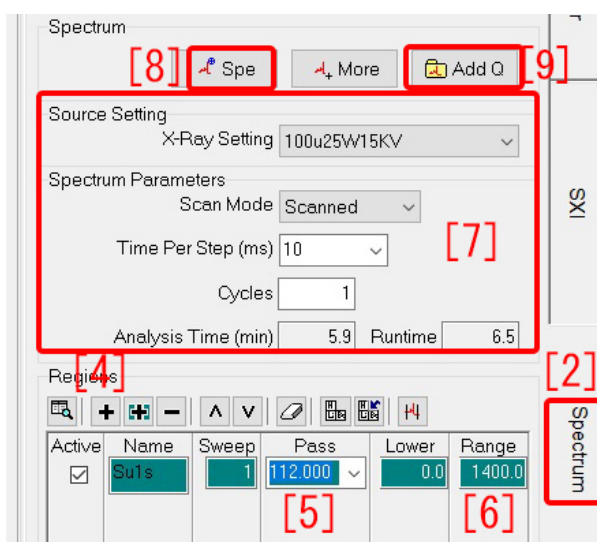 Spectrum
[8] Spe More Add Q [9]
Source Setting
X-Ray Setting 100u25W15KV
Spectrum Parameters
Scan Mode Scanned
Time Per Step (ms) 10 [7]
Cycles 1
Analysis Time (min) 5.9 Runtime 6.5
SXI
[4] [2]
Regions
Spectrum
Active Name Sweep Pass Lower Range
Su1s 1 112.000 0.0 1400.0
[5] [6]